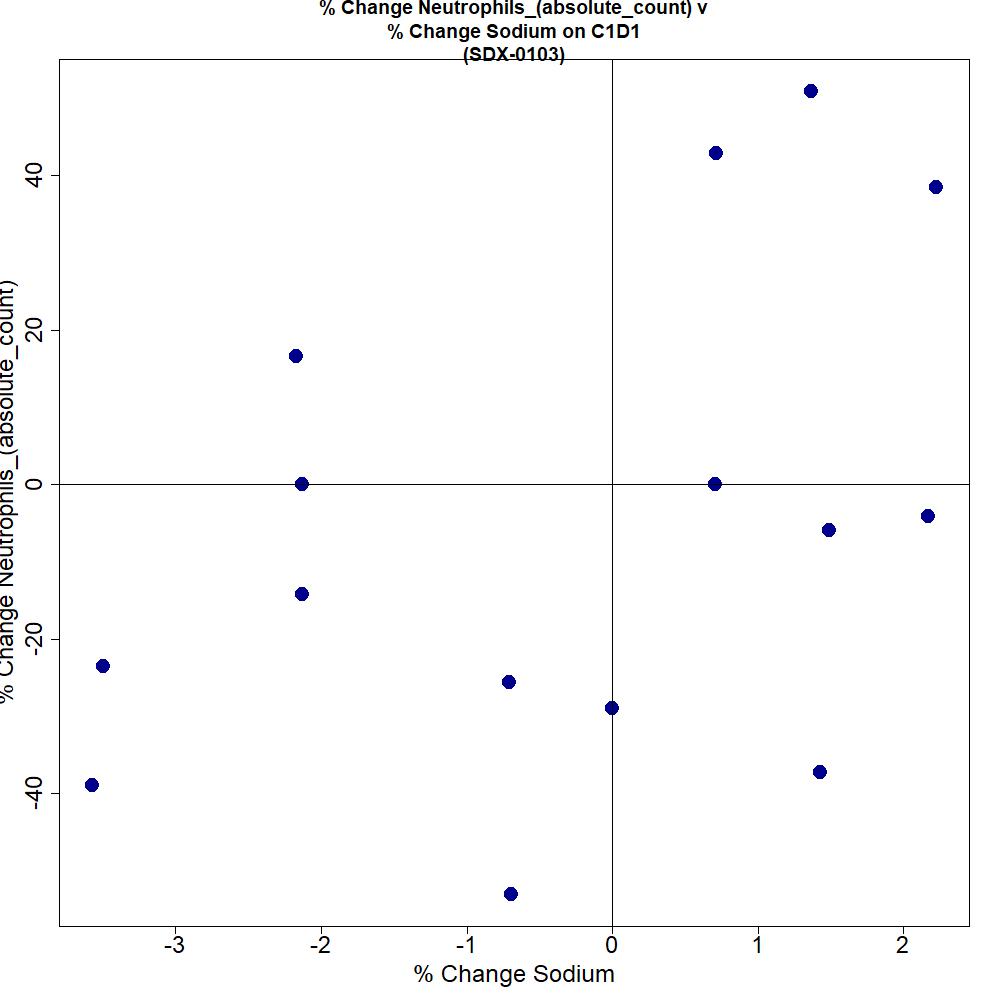 % Change Neutrophils_(absolute_count) v
% Change Sodium on C1D1
(SDX-0103)
% Change Neutrophils_(absolute_count)
40
20
0
-20
-40
-3
-2
-1
0
1
2
% Change Sodium